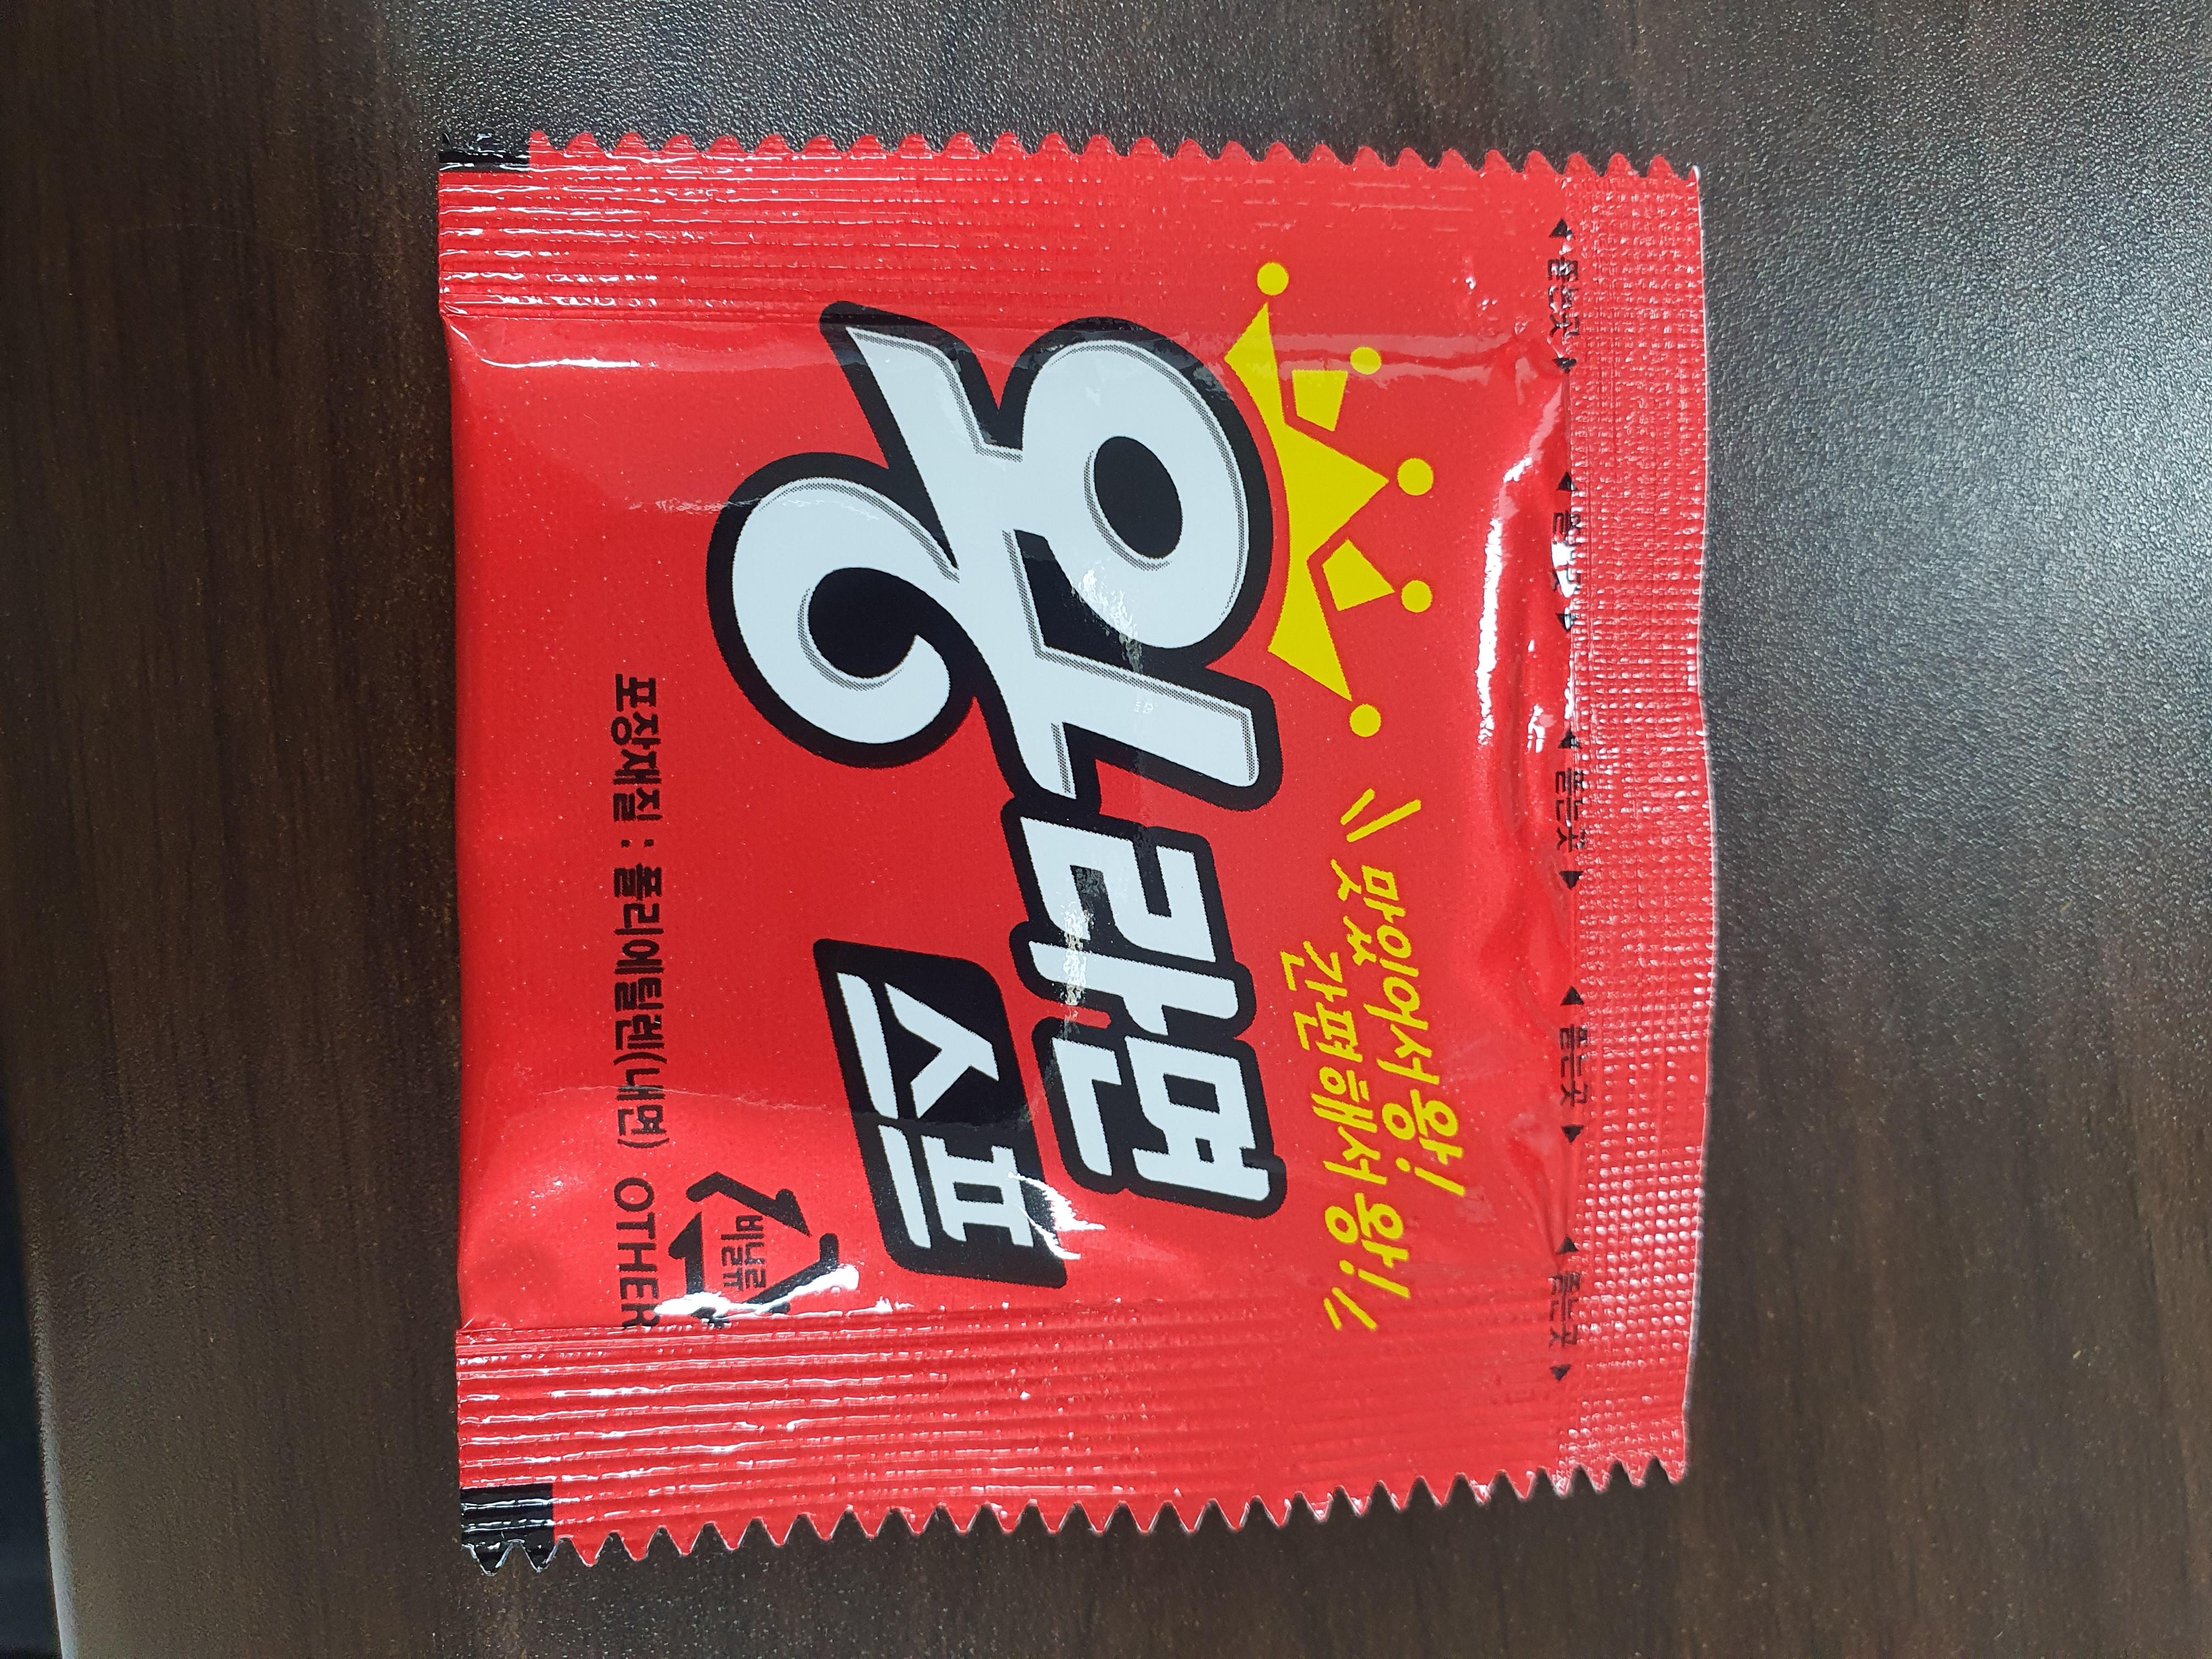 ◀뜯는곳▶ ◀뜯는곳▶ ◀뜯는곳▶ ◀뜯는곳▶ ◀뜯는곳▶
맛있어서 왕!
간편해서 왕!
왕라면
스프
비닐류
포장재질 : 폴리에틸렌(내면) OTHER